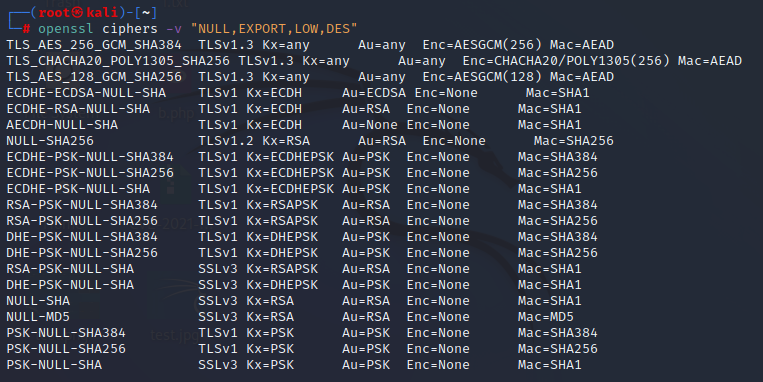 ┌──(root㉿kali)-[~]
└─# openssl ciphers -v "NULL,EXPORT,LOW,DES"
TLS_AES_256_GCM_SHA384  TLSv1.3 Kx=any      Au=any  Enc=AESGCM(256) Mac=AEAD
TLS_CHACHA20_POLY1305_SHA256 TLSv1.3 Kx=any      Au=any  Enc=CHACHA20/POLY1305(256) Mac=AEAD
TLS_AES_128_GCM_SHA256  TLSv1.3 Kx=any      Au=any  Enc=AESGCM(128) Mac=AEAD
ECDHE-ECDSA-NULL-SHA    TLSv1 Kx=ECDH     Au=ECDSA Enc=None      Mac=SHA1
ECDHE-RSA-NULL-SHA      TLSv1 Kx=ECDH     Au=RSA  Enc=None      Mac=SHA1
AECDH-NULL-SHA          TLSv1 Kx=ECDH     Au=None Enc=None      Mac=SHA1
NULL-SHA256             TLSv1.2 Kx=RSA      Au=RSA  Enc=None      Mac=SHA256
ECDHE-PSK-NULL-SHA384   TLSv1 Kx=ECDHEPSK Au=PSK  Enc=None      Mac=SHA384
ECDHE-PSK-NULL-SHA256   TLSv1 Kx=ECDHEPSK Au=PSK  Enc=None      Mac=SHA256
ECDHE-PSK-NULL-SHA      TLSv1 Kx=ECDHEPSK Au=PSK  Enc=None      Mac=SHA1
RSA-PSK-NULL-SHA384     TLSv1 Kx=RSAPSK   Au=RSA  Enc=None      Mac=SHA384
RSA-PSK-NULL-SHA256     TLSv1 Kx=RSAPSK   Au=RSA  Enc=None      Mac=SHA256
DHE-PSK-NULL-SHA384     TLSv1 Kx=DHEPSK   Au=PSK  Enc=None      Mac=SHA384
DHE-PSK-NULL-SHA256     TLSv1 Kx=DHEPSK   Au=PSK  Enc=None      Mac=SHA256
RSA-PSK-NULL-SHA        SSLv3 Kx=RSAPSK   Au=RSA  Enc=None      Mac=SHA1
DHE-PSK-NULL-SHA        SSLv3 Kx=DHEPSK   Au=PSK  Enc=None      Mac=SHA1
NULL-SHA                SSLv3 Kx=RSA      Au=RSA  Enc=None      Mac=SHA1
NULL-MD5                SSLv3 Kx=RSA      Au=RSA  Enc=None      Mac=MD5
PSK-NULL-SHA384         TLSv1 Kx=PSK      Au=PSK  Enc=None      Mac=SHA384
PSK-NULL-SHA256         TLSv1 Kx=PSK      Au=PSK  Enc=None      Mac=SHA256
PSK-NULL-SHA            SSLv3 Kx=PSK      Au=PSK  Enc=None      Mac=SHA1